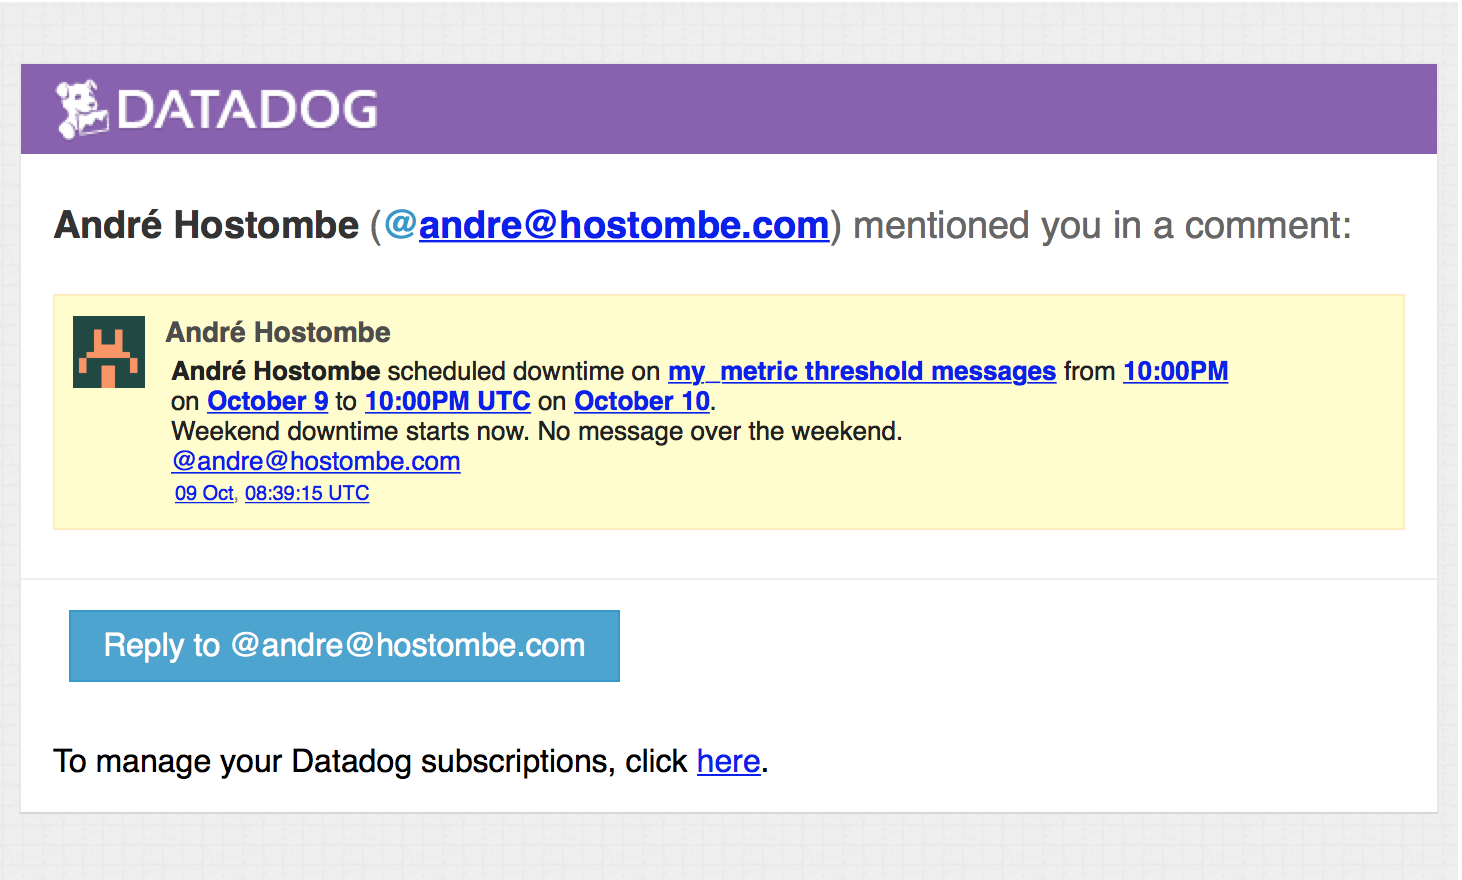 DATADOG
André Hostombe (@andre@hostombe.com) mentioned you in a comment:
André Hostombe
André Hostombe scheduled downtime on my_metric threshold messages from 10:00PM
on October 9 to 10:00PM UTC on October 10.
Weekend downtime starts now. No message over the weekend.
@andre@hostombe.com
09 Oct, 08:39:15 UTC
Reply to @andre@hostombe.com
To manage your Datadog subscriptions, click here.